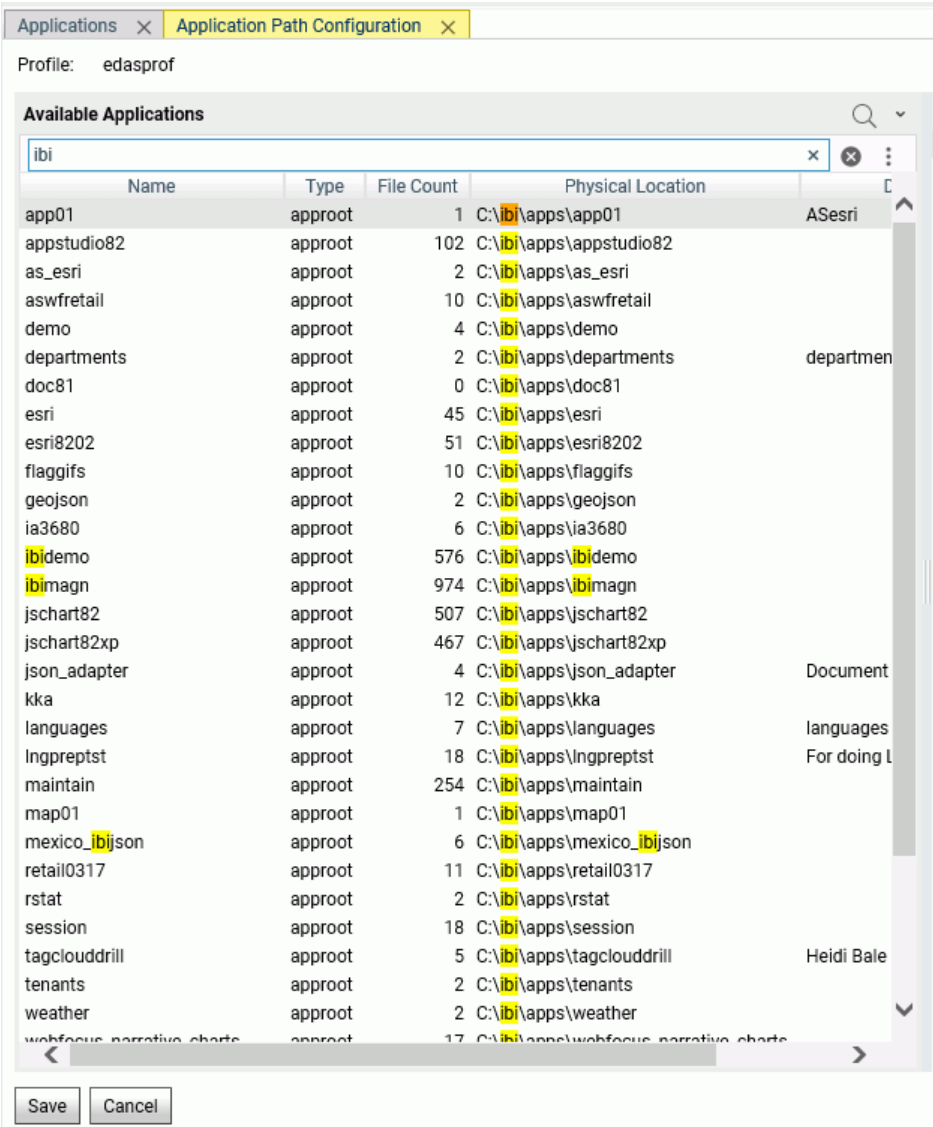 Applications
Application Path Configuration
Profile: edasprof
Available Applications
ibi
Name Type File Count Physical Location D
app01 approot 1 C:\ibi\apps\app01 ASesri
appstudio82 approot 102 C:\ibi\apps\appstudio82
as_esri approot 2 C:\ibi\apps\as_esri
aswfretail approot 10 C:\ibi\apps\aswfretail
demo approot 4 C:\ibi\apps\demo
departments approot 2 C:\ibi\apps\departments departmen
doc81 approot 0 C:\ibi\apps\doc81
esri approot 45 C:\ibi\apps\esri
esri8202 approot 51 C:\ibi\apps\esri8202
flaggifs approot 10 C:\ibi\apps\flaggifs
geojson approot 2 C:\ibi\apps\geojson
ia3680 approot 6 C:\ibi\apps\ia3680
ibidemo approot 576 C:\ibi\apps\ibidemo
ibimagn approot 974 C:\ibi\apps\ibimagn
jschart82 approot 507 C:\ibi\apps\jschart82
jschart82xp approot 467 C:\ibi\apps\jschart82xp
json_adapter approot 4 C:\ibi\apps\json_adapter Document
kka approot 12 C:\ibi\apps\kka
languages approot 7 C:\ibi\apps\languages languages
lngpreptst approot 18 C:\ibi\apps\lngpreptst For doing L
maintain approot 254 C:\ibi\apps\maintain
map01 approot 1 C:\ibi\apps\map01
mexico_ibijson approot 6 C:\ibi\apps\mexico_ibijson
retail0317 approot 11 C:\ibi\apps\retail0317
rstat approot 2 C:\ibi\apps\rstat
session approot 18 C:\ibi\apps\session
tagclouddrill approot 5 C:\ibi\apps\tagclouddrill Heidi Bale
tenants approot 2 C:\ibi\apps\tenants
weather approot 2 C:\ibi\apps\weather
webfocus_narrative_charts approot 17 C:\ibi\apps\webfocus_narrative_charts
Save Cancel